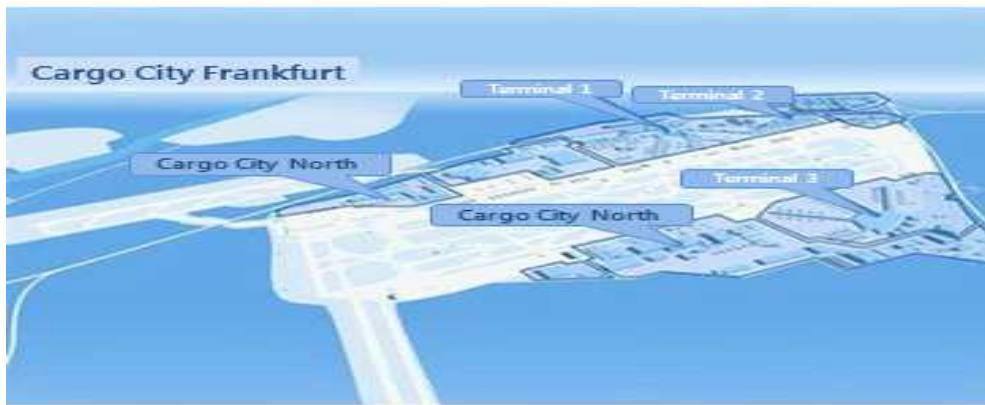 Cargo City Frankfurt
Terminal 1
Terminal 2
Cargo City North
Terminal 3
Cargo City North